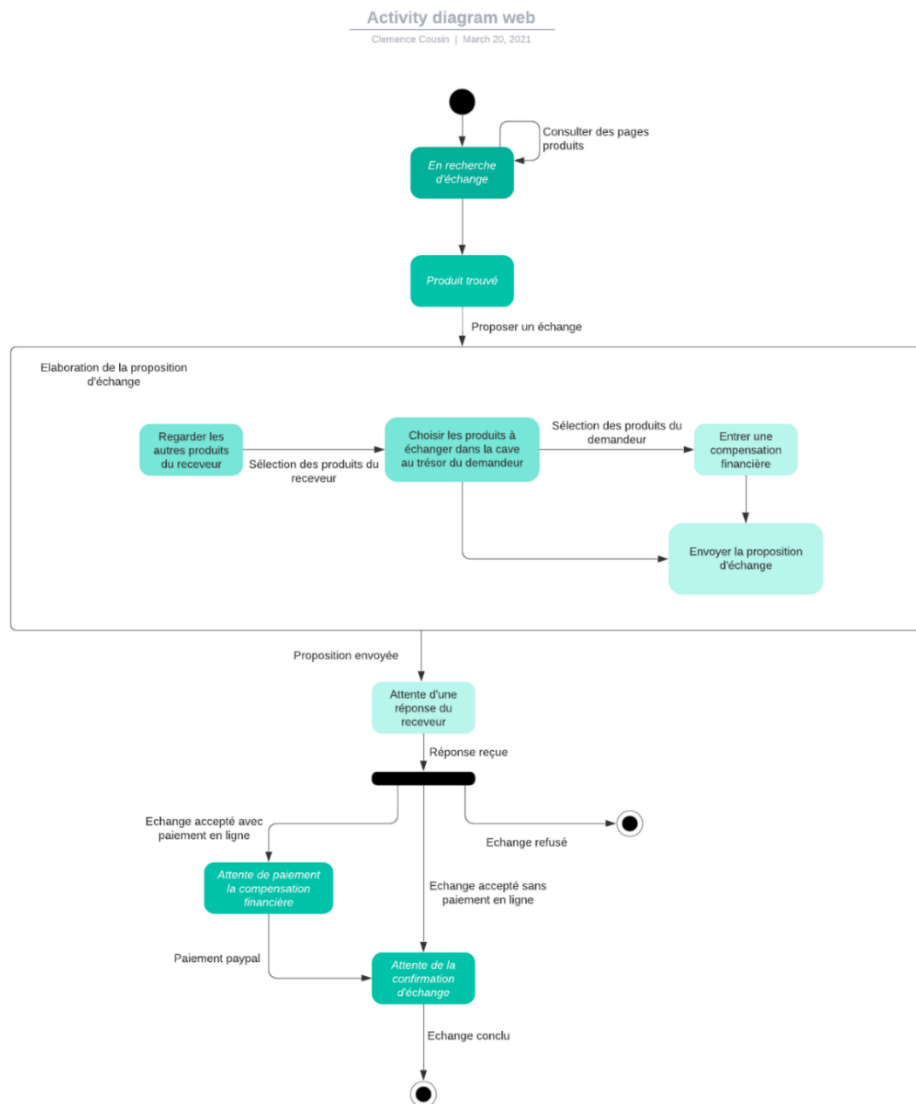 Activity diagram web
Clemence Cousin | March 20, 2021
Consulter des pages
produits
En recherche
d'échange
Produit trouvé
Proposer un échange
Elaboration de la proposition
d'échange
Regarder les
autres produits
du receveur
Sélection des produits du
receveur
Choisir les produits à
échanger dans la cave
au trésor du demandeur
Sélection des produits du
demandeur
Entrer une
compensation
financière
Envoyer la proposition
d'échange
Proposition envoyée
Attente d'une
réponse du
receveur
Réponse reçue
Echange accepté avec
paiement en ligne
Echange refusé
Attente de paiement
la compensation
financière
Echange accepté sans
paiement en ligne
Paiement paypal
Attente de la
confirmation
d'échange
Echange conclu